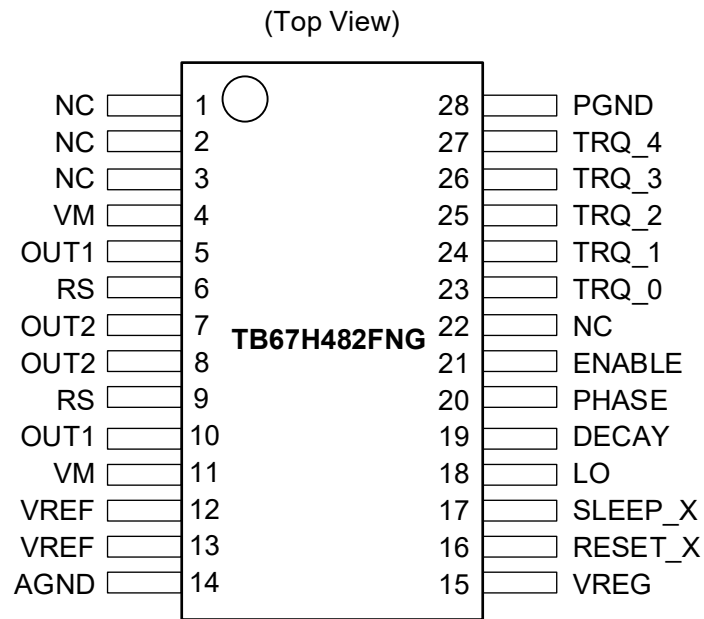 (Top View)
NC 1 28 PGND
NC 2 27 TRQ_4
NC 3 26 TRQ_3
VM 4 25 TRQ_2
OUT1 5 24 TRQ_1
RS 6 23 TRQ_0
OUT2 7 22 NC
TB67H482FNG
OUT2 8 21 ENABLE
RS 9 20 PHASE
OUT1 10 19 DECAY
VM 11 18 LO
VREF 12 17 SLEEP_X
VREF 13 16 RESET_X
AGND 14 15 VREG